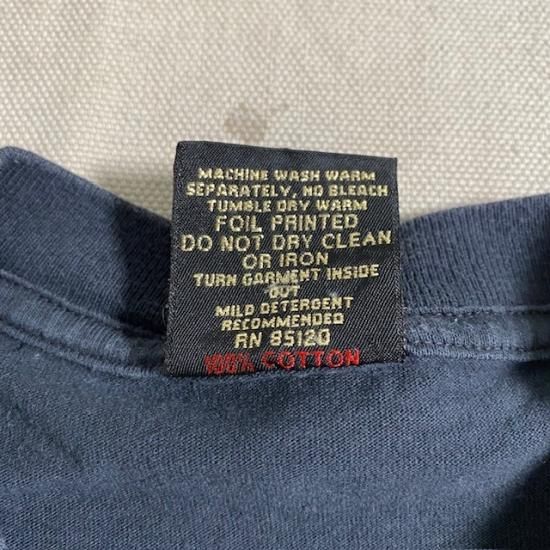 MACHINE WASH WARM
SEPARATELY, NO BLEACH
TUMBLE DRY WARM
FOIL PRINTED
DO NOT DRY CLEAN
OR IRON
TURN GARMENT INSIDE
OUT
MILD DETERGENT
RECOMMENDED
RN 85120
100% COTTON